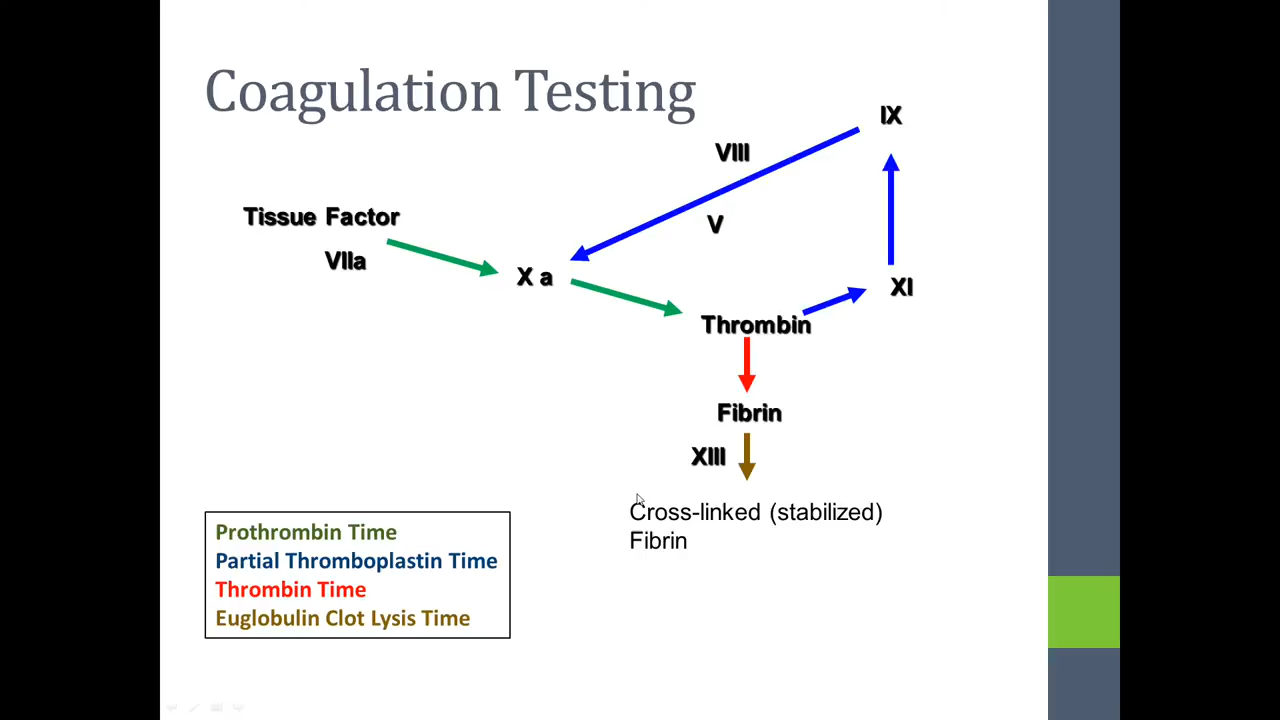 Coagulation Testing
IX
VIII
Tissue Factor
V
VIIa
X a
XI
Thrombin
Fibrin
XIII
Cross-linked (stabilized)
Fibrin
Prothrombin Time
Partial Thromboplastin Time
Thrombin Time
Euglobulin Clot Lysis Time